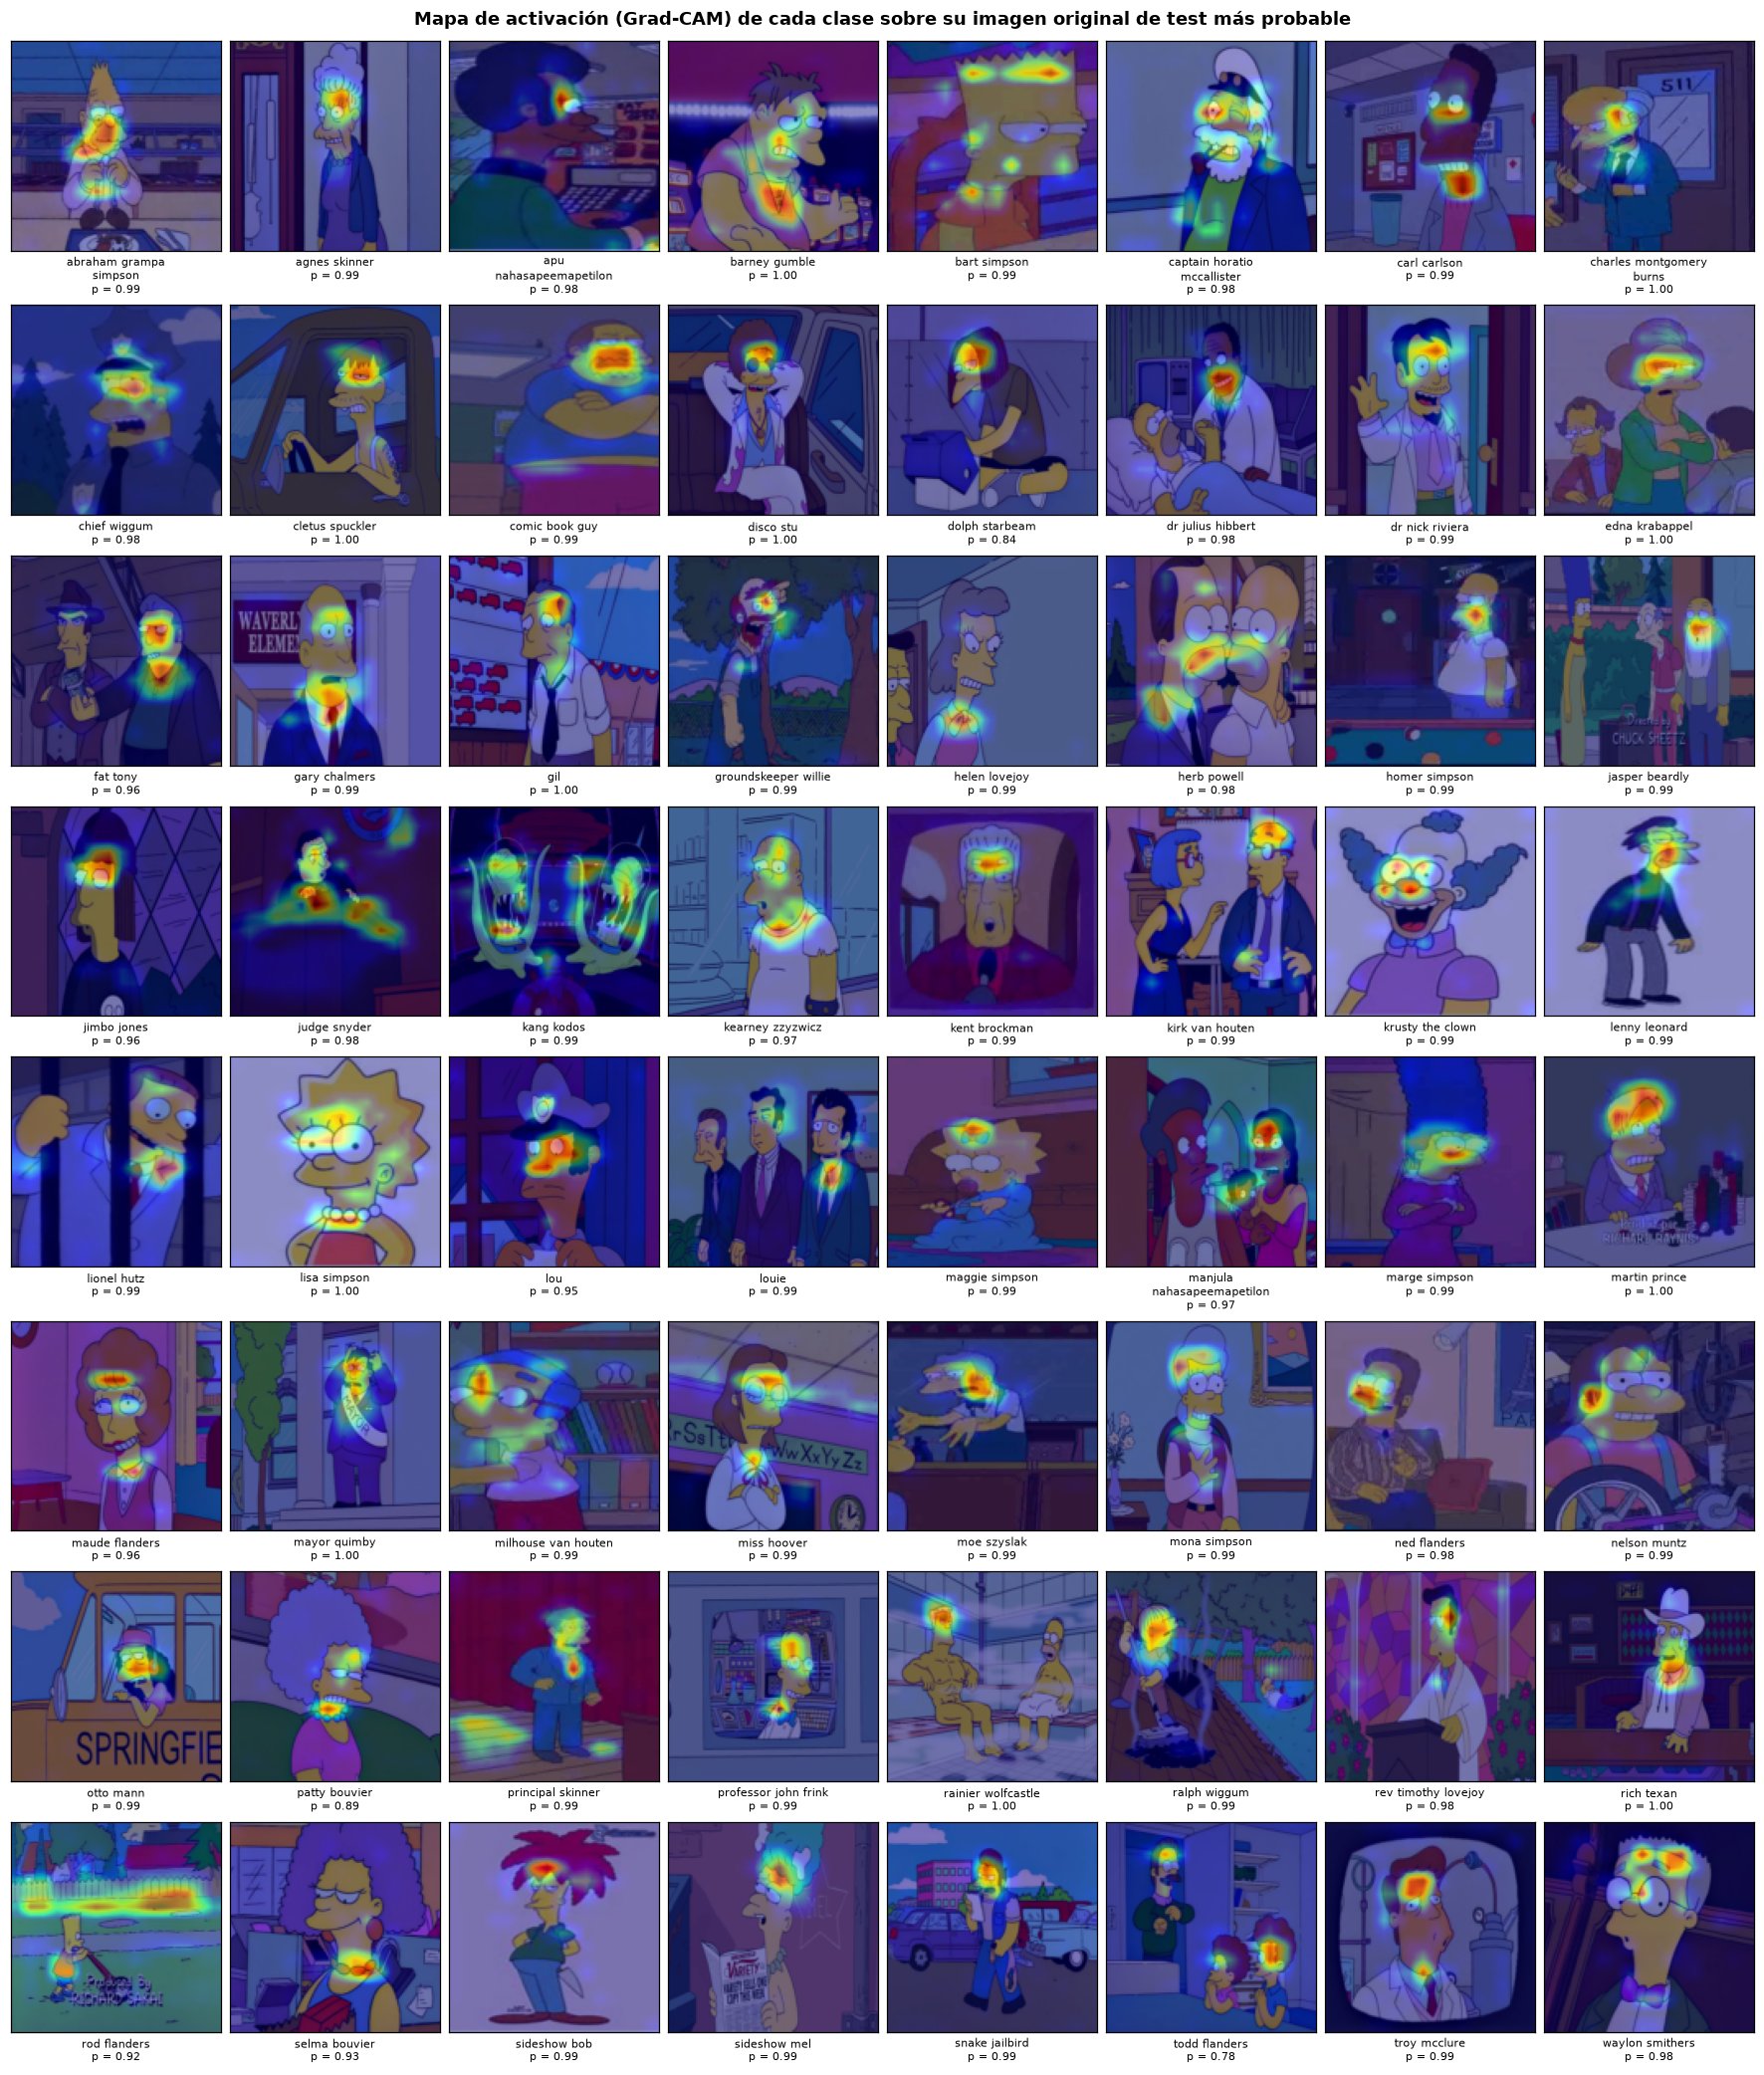 Mapa de activación (Grad-CAM) de cada clase sobre su imagen original de test más probable
511
abraham grampa
simpson
p = 0.99
agnes skinner
p = 0.99
apu
nahasapeemapetilon
p = 0.98
barney gumble
p = 1.00
bart simpson
p = 0.99
captain horatio
mccallister
p = 0.98
carl carlson
p = 0.99
charles montgomery
burns
p = 1.00
chief wiggum
p = 0.98
cletus spuckler
p = 1.00
comic book guy
p = 0.99
disco stu
p = 1.00
dolph starbeam
p = 0.84
dr julius hibbert
p = 0.98
dr nick riviera
p = 0.99
edna krabappel
p = 1.00
WAVERL
ELEME
Directed by
CHUCK SHEETZ
fat tony
p = 0.96
gary chalmers
p = 0.99
gil
p = 1.00
groundskeeper willie
p = 0.99
helen lovejoy
p = 0.99
herb powell
p = 0.98
homer simpson
p = 0.99
jasper beardly
p = 0.99
jimbo jones
p = 0.96
judge snyder
p = 0.98
kang kodos
p = 0.99
kearney zzyzwicz
p = 0.97
kent brockman
p = 0.99
kirk van houten
p = 0.99
krusty the clown
p = 0.99
lenny leonard
p = 0.99
RICHARD RAYNIS
lionel hutz
p = 0.99
lisa simpson
p = 1.00
lou
p = 0.95
louie
p = 0.99
maggie simpson
p = 0.99
manjula
nahasapeemapetilon
p = 0.97
marge simpson
p = 0.99
martin prince
p = 1.00
MAYOR
rSsTt
WwXxYyZz
PAR
maude flanders
p = 0.96
mayor quimby
p = 1.00
milhouse van houten
p = 0.99
miss hoover
p = 0.99
moe szyslak
p = 0.99
mona simpson
p = 0.99
ned flanders
p = 0.98
nelson muntz
p = 0.99
SPRINGFIE
otto mann
p = 0.99
patty bouvier
p = 0.89
principal skinner
p = 0.99
professor john frink
p = 0.99
rainier wolfcastle
p = 1.00
ralph wiggum
p = 0.99
rev timothy lovejoy
p = 0.98
rich texan
p = 1.00
Produced By
RICHARD SAKAI
VARIETY
rod flanders
p = 0.92
selma bouvier
p = 0.93
sideshow bob
p = 0.99
sideshow mel
p = 0.99
snake jailbird
p = 0.99
todd flanders
p = 0.78
troy mcclure
p = 0.99
waylon smithers
p = 0.98